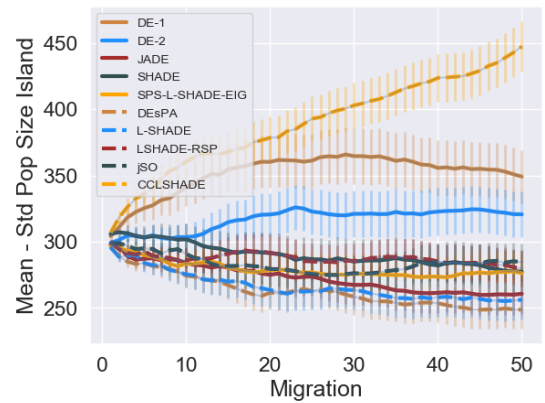 Mean - Std Pop Size Island
450
400
350
300
250
DE-1
DE-2
JADE
SHADE
SPS-L-SHADE-EIG
DEsPA
L-SHADE
LSHADE-RSP
jSO
CCLSHADE
0 10 20 30 40 50
Migration